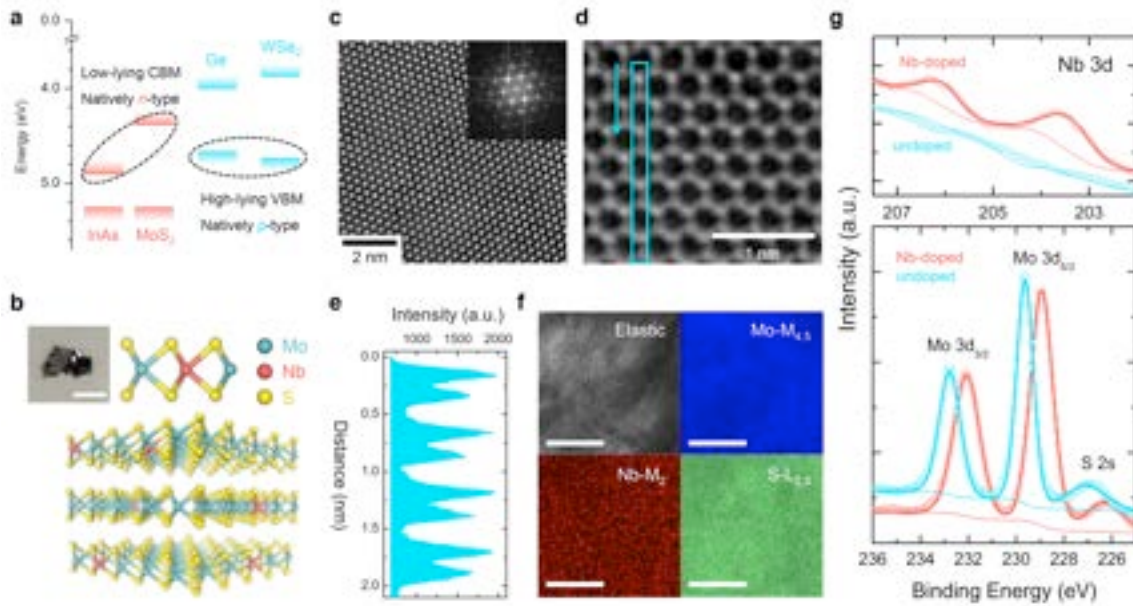 a
0.0
4.0
5.0
Energy (eV)
Low-lying CBM
Natively n-type
Ge
WSe2
High-lying VBM
Natively p-type
InAs
MoS2
b
Mo
Nb
S
c
2 nm
d
1 nm
e
Intensity (a.u.)
1000
2000
0.0
0.5
1.0
1.5
2.0
Distance (nm)
f
Elastic
Mo-M4,5
Nb-M2
S-L2,3
g
Nb 3d
Nb-doped
undoped
207
205
203
Intensity (a.u.)
Nb-doped
undoped
Mo 3d5/2
Mo 3d3/2
S 2s
236
234
232
230
228
226
Binding Energy (eV)